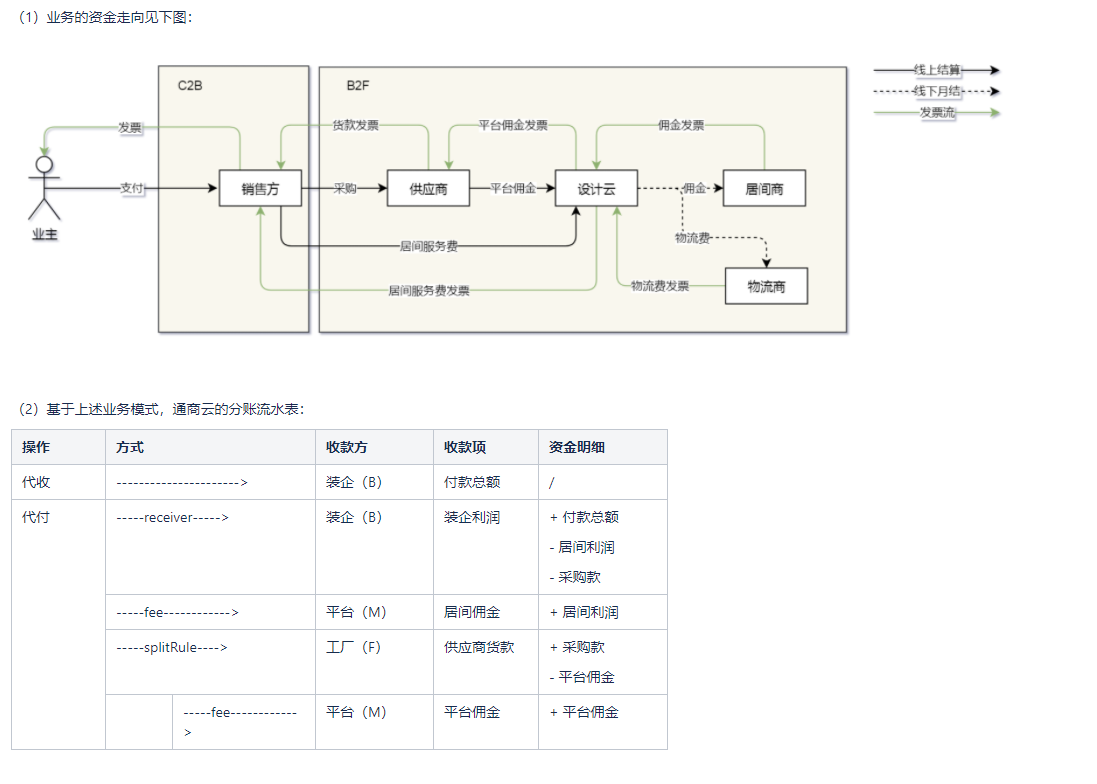 （1）业务的资金走向见下图：
C2B
B2F
线上结算
线下月结
发票流
发票
货款发票
平台佣金发票
佣金发票
支付
销售方
采购
供应商
平台佣金
设计云
佣金
居间商
业主
物流费
居间服务费
居间服务费发票
物流费发票
物流商
（2）基于上述业务模式，通商云的分账流水表：
操作 方式 收款方 收款项 资金明细
代收 ----------------------> 装企（B） 付款总额 /
代付 -----receiver-----> 装企（B） 装企利润 + 付款总额
- 居间利润
- 采购款
-----fee------------> 平台（M） 居间佣金 + 居间利润
-----splitRule----> 工厂（F） 供应商货款 + 采购款
- 平台佣金
-----fee------------ 平台（M） 平台佣金 + 平台佣金
>